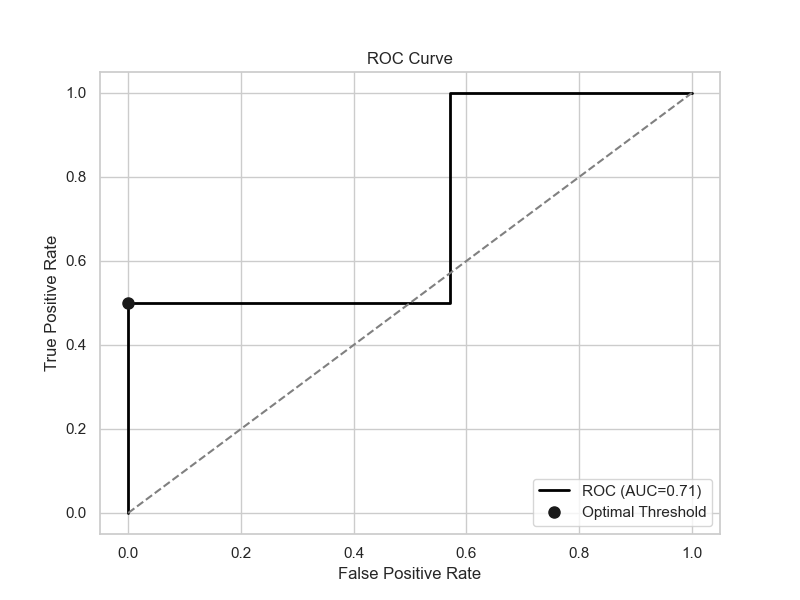 ROC Curve
True Positive Rate
1.0
0.8
0.6
0.4
0.2
0.0
ROC (AUC=0.71)
Optimal Threshold
0.0 0.2 0.4 0.6 0.8 1.0
False Positive Rate